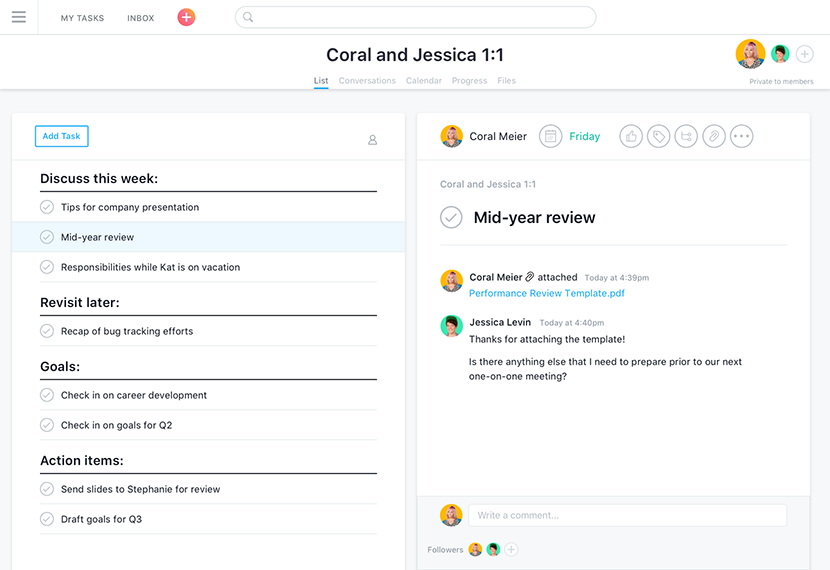 MY TASKS
INBOX
Coral and Jessica 1:1
List Conversations Calendar Progress Files
Private to members
Add Task
Discuss this week:
Tips for company presentation
Mid-year review
Responsibilities while Kat is on vacation
Revisit later:
Recap of bug tracking efforts
Goals:
Check in on career development
Check in on goals for Q2
Action items:
Send slides to Stephanie for review
Draft goals for Q3
Coral Meier
Friday
Coral and Jessica 1:1
Mid-year review
Coral Meier attached Today at 4:39pm
Performance Review Template.pdf
Jessica Levin Today at 4:40pm
Thanks for attaching the template!
Is there anything else that I need to prepare prior to our next
one-on-one meeting?
Write a comment...
Followers